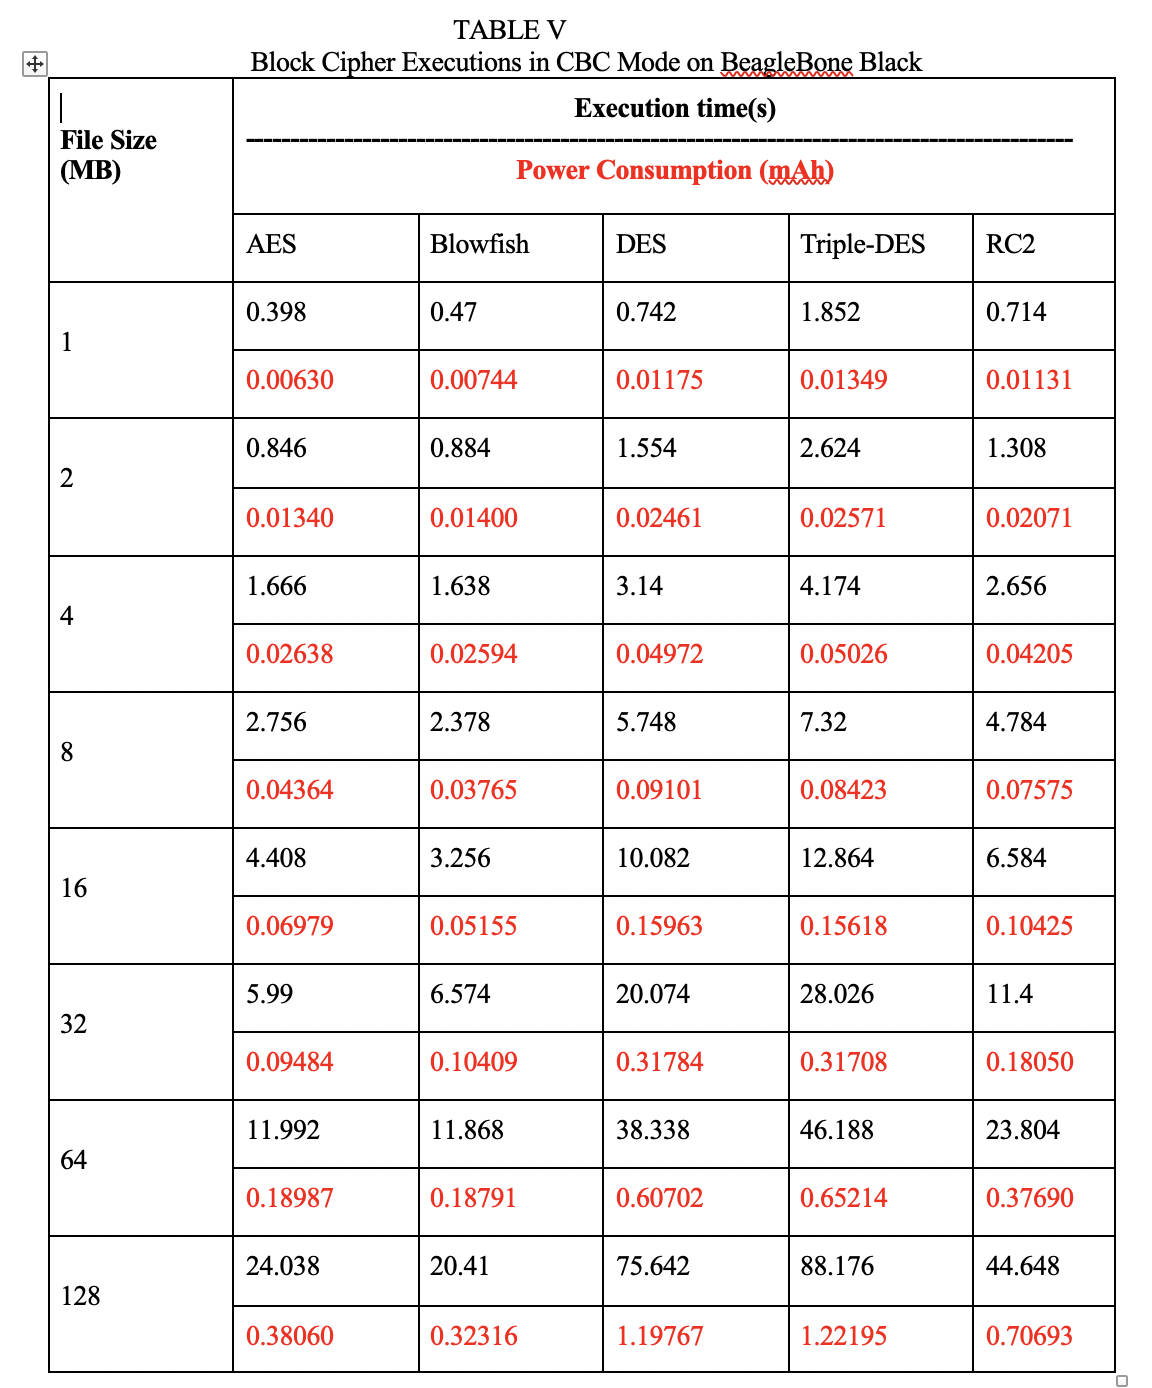 TABLE V
Block Cipher Executions in CBC Mode on BeagleBone Black
File Size
(MB)
Execution time(s)
Power Consumption (mAh)
AES Blowfish DES Triple-DES RC2
1
0.398 0.47 0.742 1.852 0.714
0.00630 0.00744 0.01175 0.01349 0.01131
2
0.846 0.884 1.554 2.624 1.308
0.01340 0.01400 0.02461 0.02571 0.02071
4
1.666 1.638 3.14 4.174 2.656
0.02638 0.02594 0.04972 0.05026 0.04205
8
2.756 2.378 5.748 7.32 4.784
0.04364 0.03765 0.09101 0.08423 0.07575
16
4.408 3.256 10.082 12.864 6.584
0.06979 0.05155 0.15963 0.15618 0.10425
32
5.99 6.574 20.074 28.026 11.4
0.09484 0.10409 0.31784 0.31708 0.18050
64
11.992 11.868 38.338 46.188 23.804
0.18987 0.18791 0.60702 0.65214 0.37690
128
24.038 20.41 75.642 88.176 44.648
0.38060 0.32316 1.19767 1.22195 0.70693